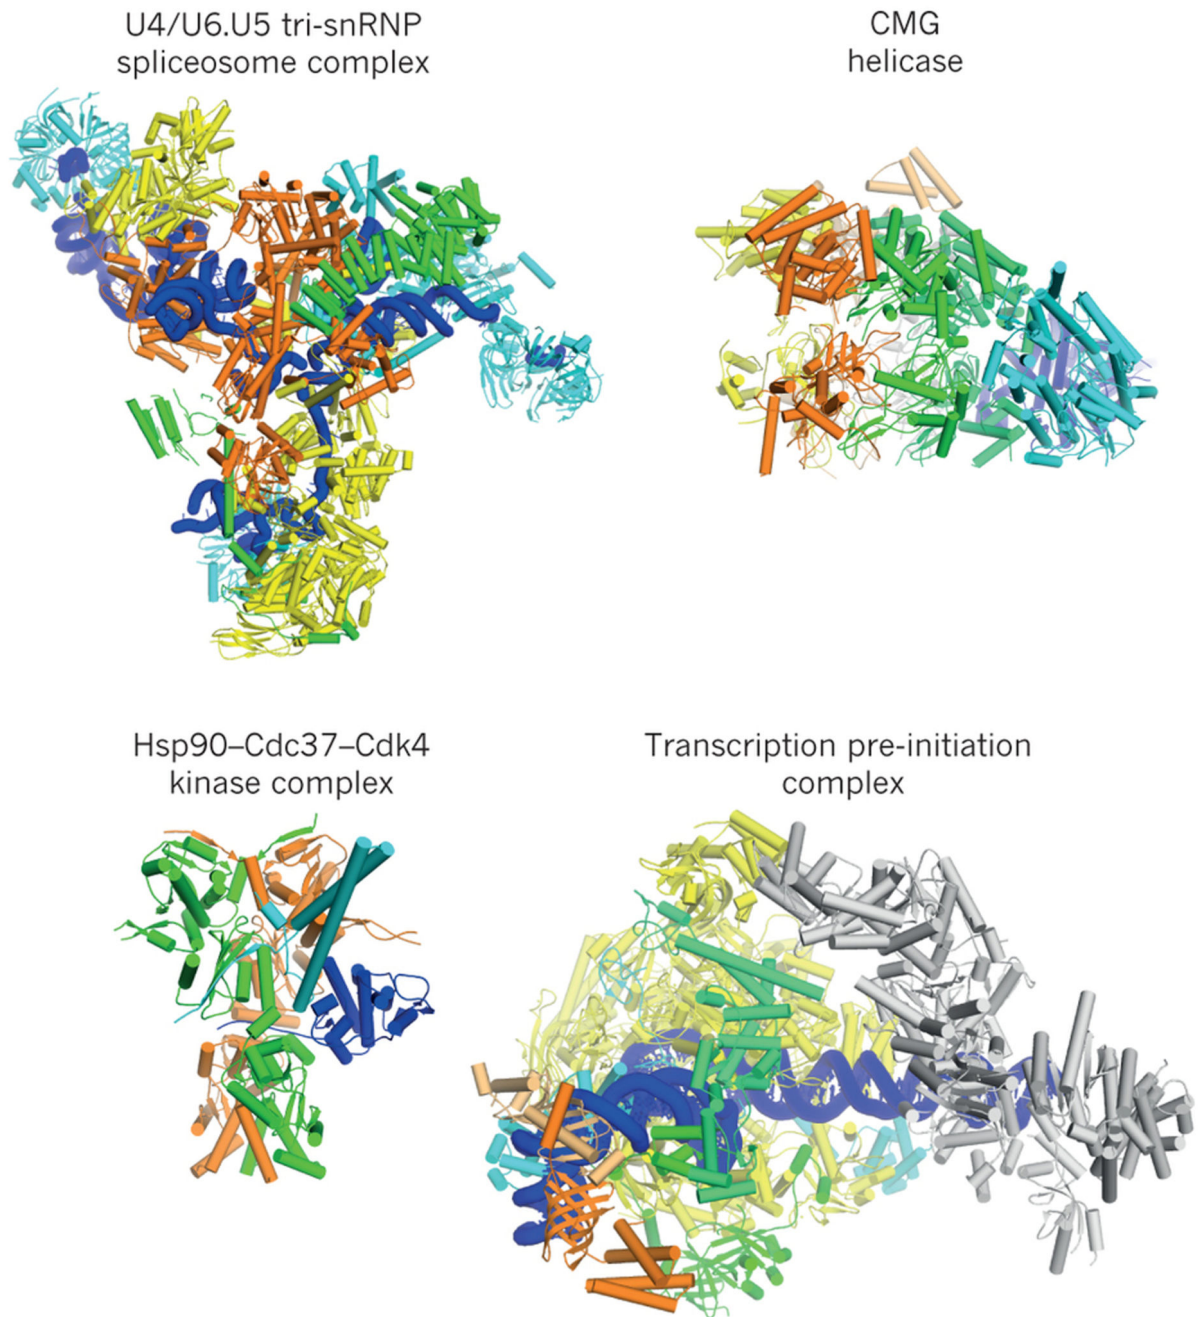 U4/U6.U5 tri-snRNP
spliceosome complex
CMG
helicase
Hsp90–Cdc37–Cdk4
kinase complex
Transcription pre-initiation
complex